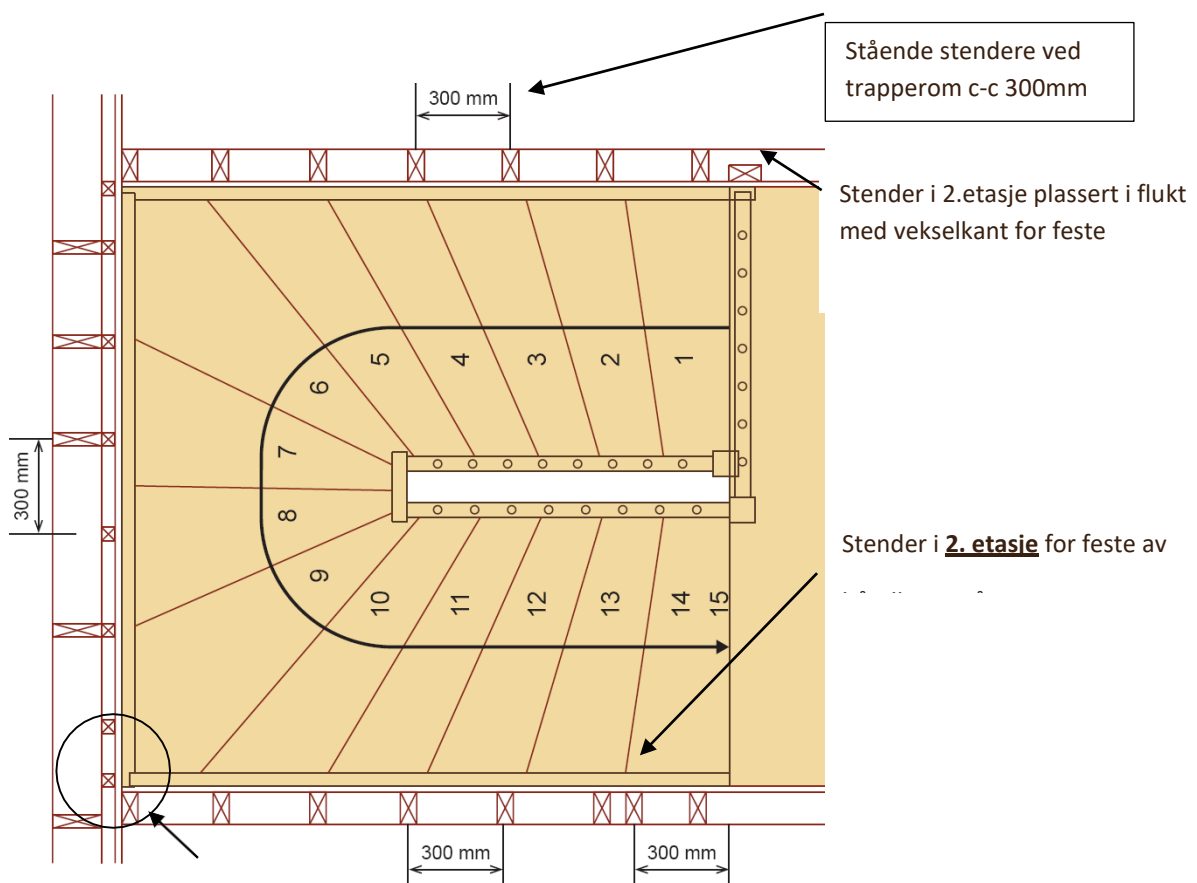 300 mm
Stående stendere ved
trapperom c-c 300mm
Stender i 2.etasje plassert i flukt
med vekselkant for feste
5
4
3
2
1
6
7
300 mm
8
9
10
11
12
13
14
15
Stender i 2. etasje for feste av
300 mm
300 mm